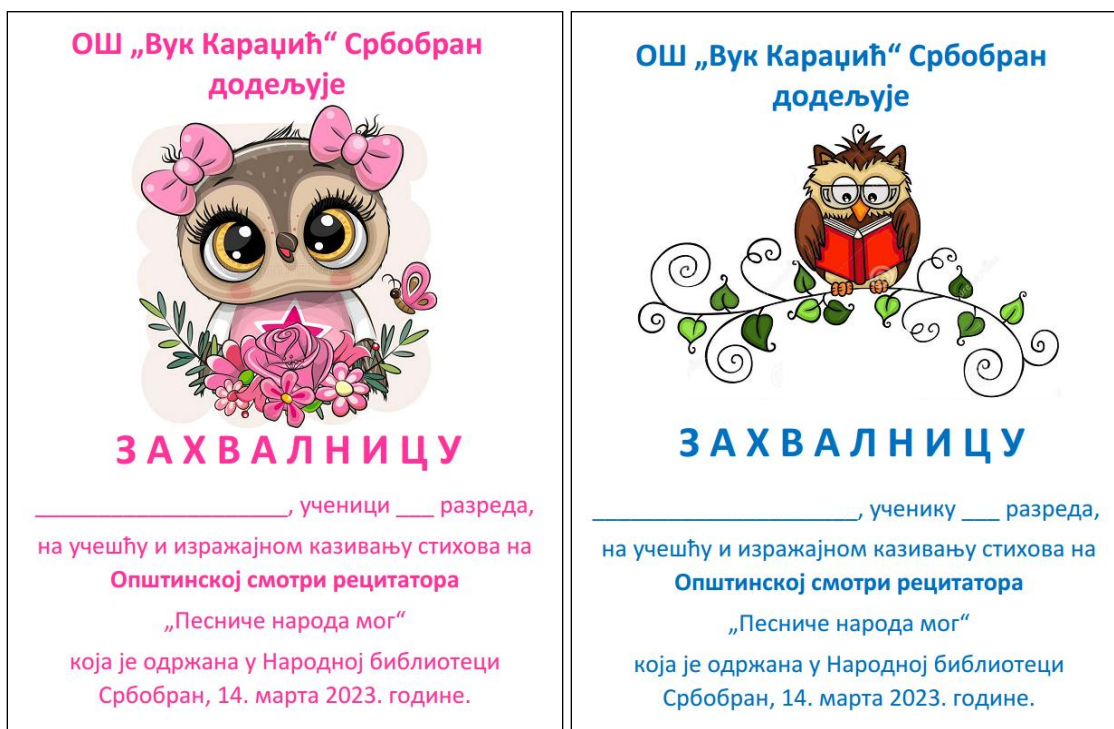 ОШ „Вук Караџић“ Србобран
додељује
ЗАХВАЛНИЦУ
____________________, ученици ___ разреда,
на учешћу и изражајном казивању стихова на
Општинској смотри рецитатора
„Песниче народа мог“
која је одржана у Народној библиотеци
Србобран, 14. марта 2023. године.
ОШ „Вук Караџић“ Србобран
додељује
ЗАХВАЛНИЦУ
_____________________, ученику ___ разреда,
на учешћу и изражајном казивању стихова на
Општинској смотри рецитатора
„Песниче народа мог“
која је одржана у Народној библиотеци
Србобран, 14. марта 2023. године.